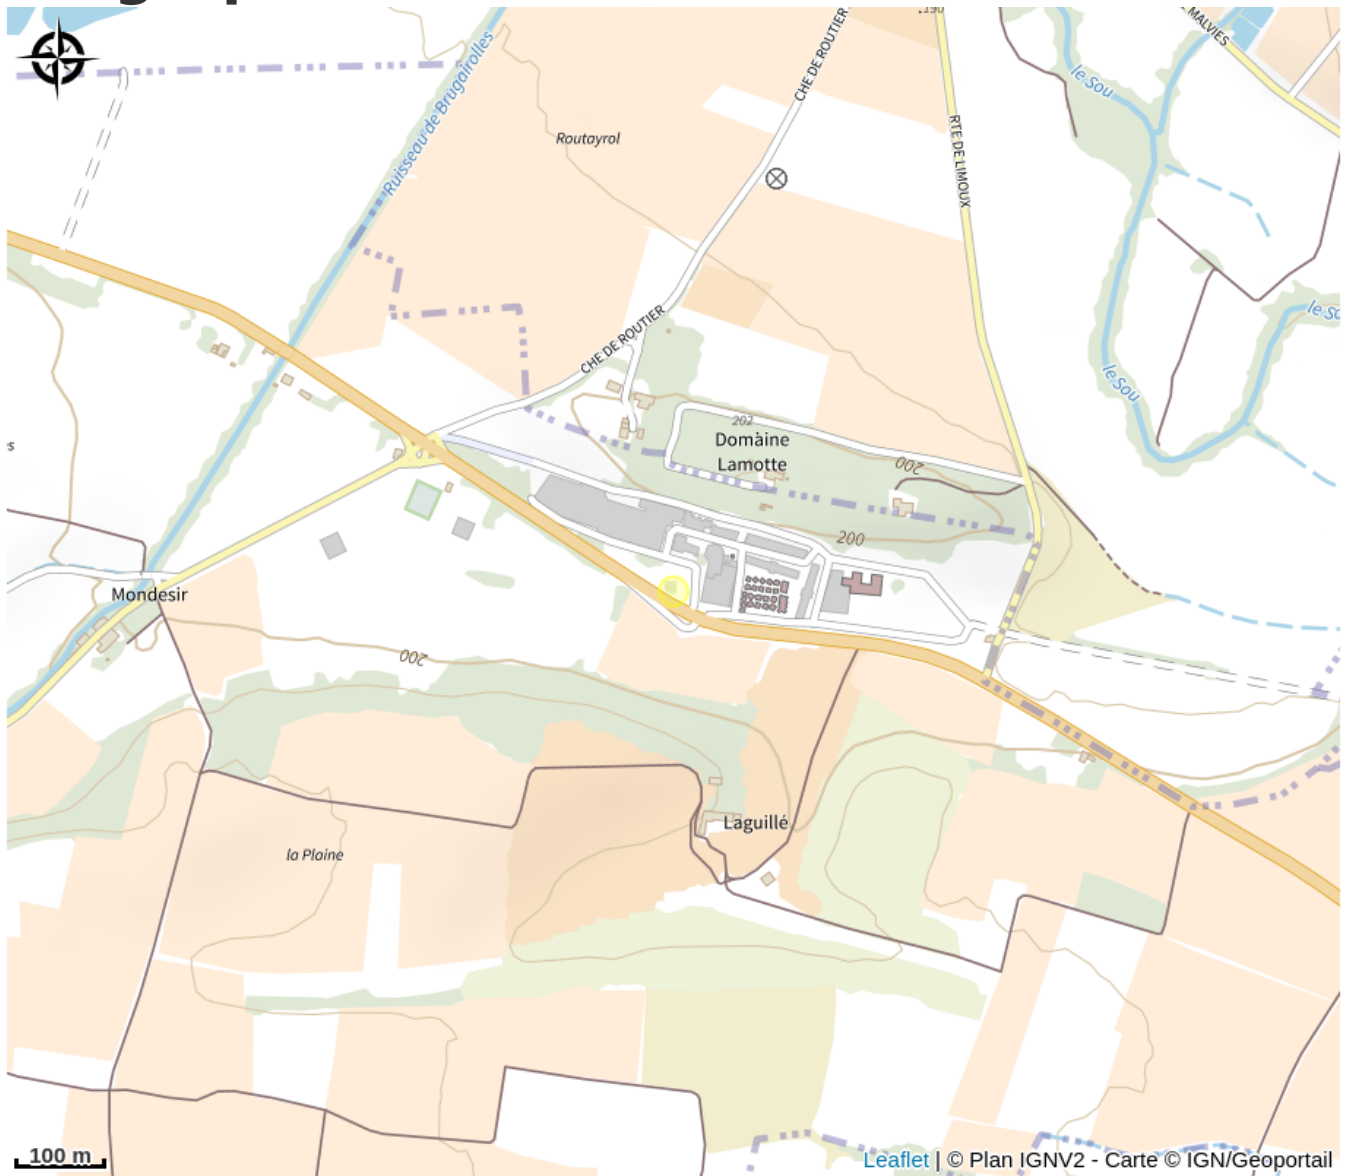 .190
MALVIES
CHE DE ROUTIER
le Sou
Ruisseau de Brugairolles
RTE DE LIMOUX
Routayrol
CHE DE ROUTIER
le So
le Sou
202
Domaine
Lamotte
200
200
Mondesir
200
Laguillé
la Plaine
100 m
Leaflet | © Plan IGNV2 - Carte © IGN/Geoportail